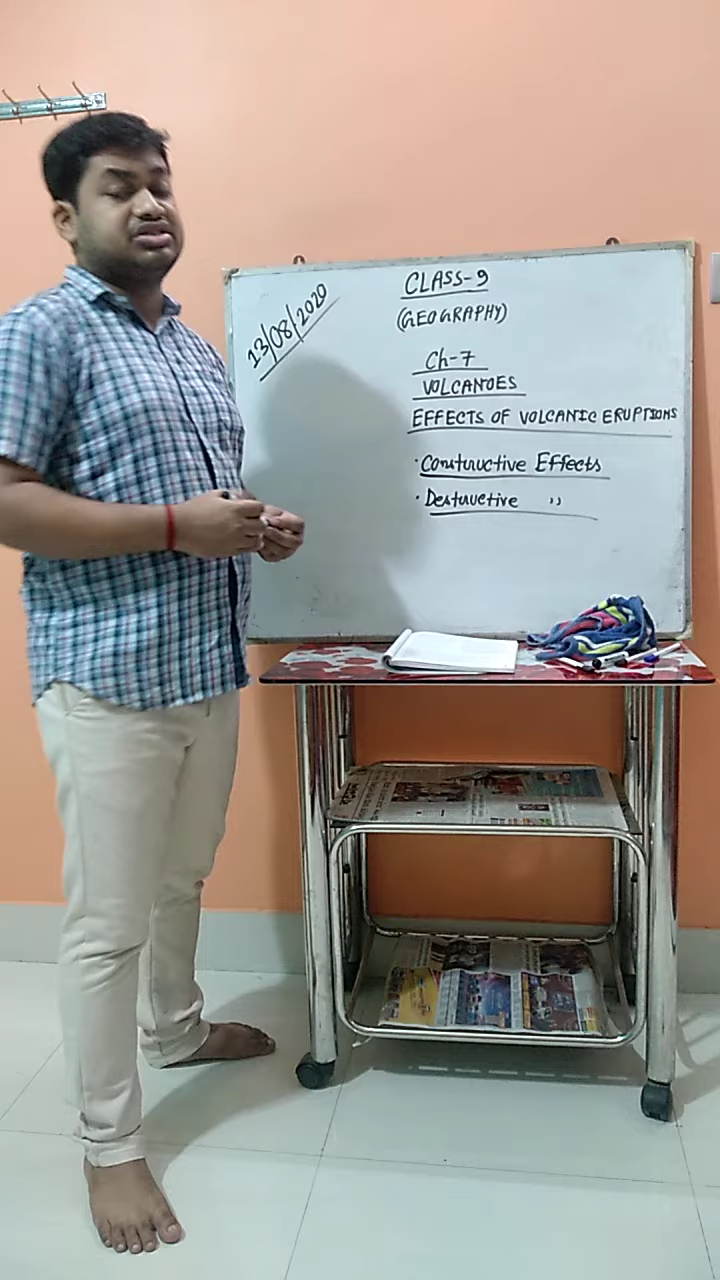 13/08/2020
CLASS-9
(GEOGRAPHY)
Ch-7
VOLCANOES
EFFECTS OF VOLCANIC ERUPTIONS
· Constructive Effects
· Destructive ,,